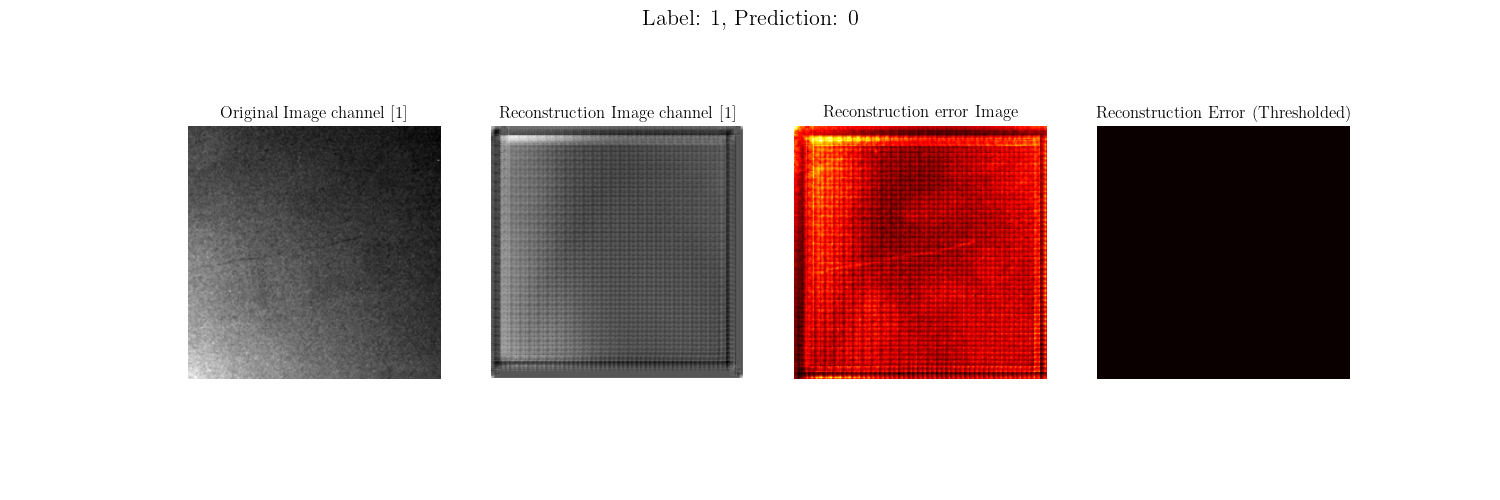 Label: 1, Prediction: 0
Original Image channel [1]
Reconstruction Image channel [1]
Reconstruction error Image
Reconstruction Error (Thresholded)